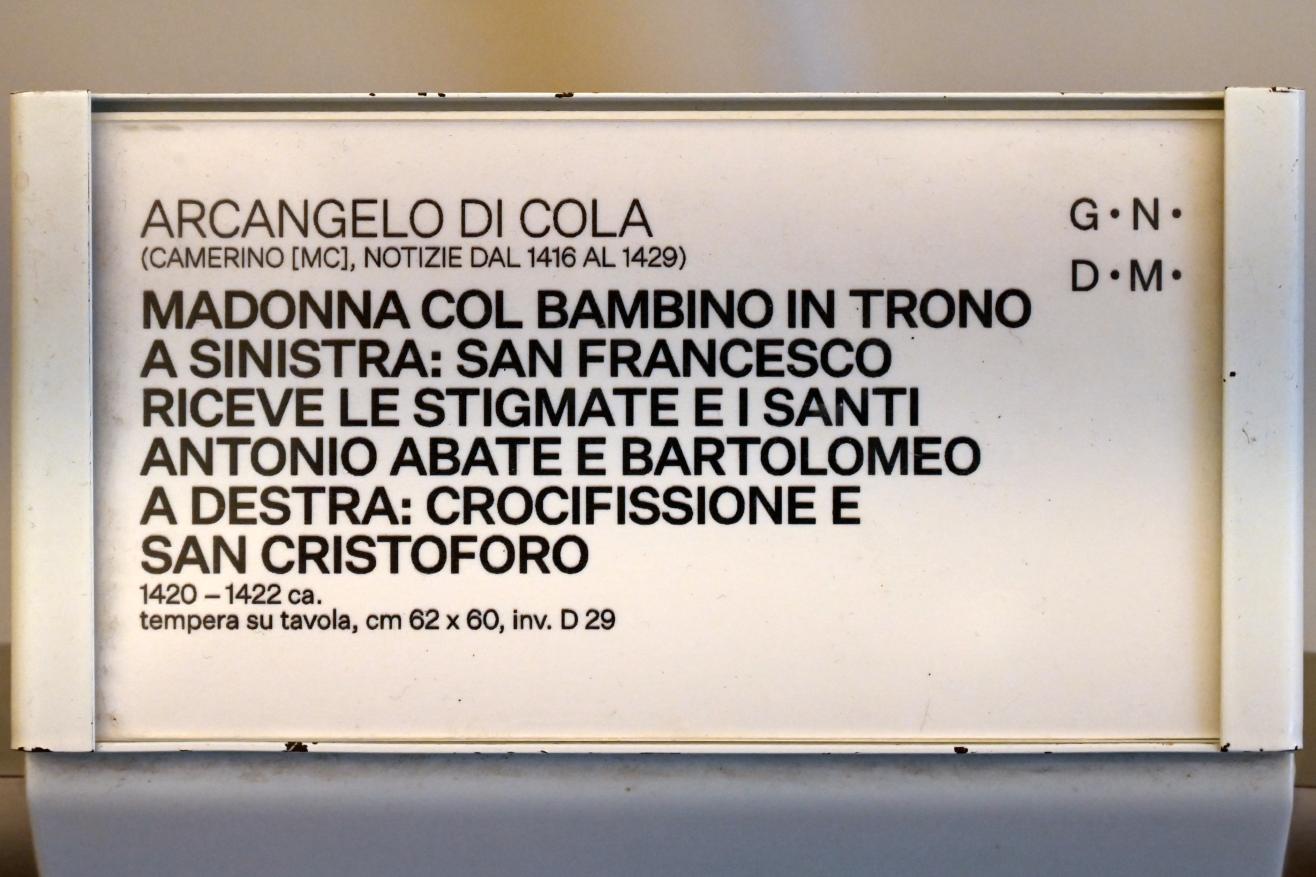 ARCANGELO DI COLA
(CAMERINO [MC], NOTIZIE DAL 1416 AL 1429)
MADONNA COL BAMBINO IN TRONO
A SINISTRA: SAN FRANCESCO
RICEVE LE STIGMATE E I SANTI
ANTONIO ABATE E BARTOLOMEO
A DESTRA: CROCIFISSIONE E
SAN CRISTOFORO
1420 – 1422 ca.
tempera su tavola, cm 62 x 60, inv. D 29
G • N •
D • M •